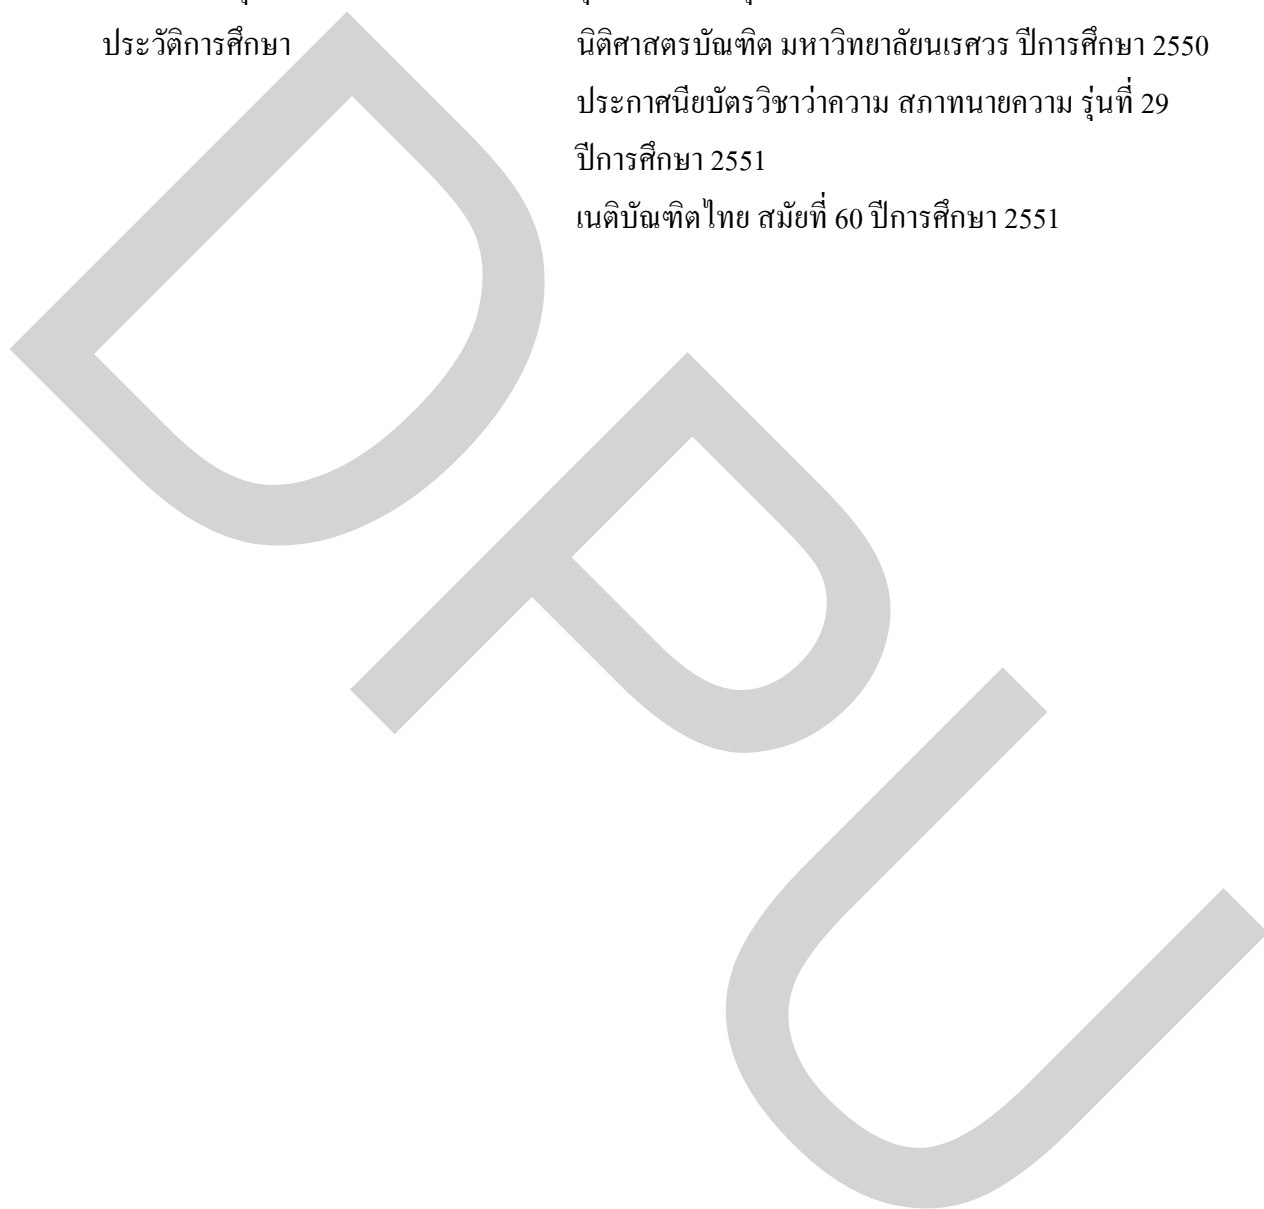 ประวัติการศึกษา นิติศาสตรบัณฑิต มหาวิทยาลัยนเรศวร ปีการศึกษา 2550
ประกาศนียบัตรวิชาว่าความ สภาทนายความ รุ่นที่ 29
ปีการศึกษา 2551
เนติบัณฑิตไทย สมัยที่ 60 ปีการศึกษา 2551
DPU